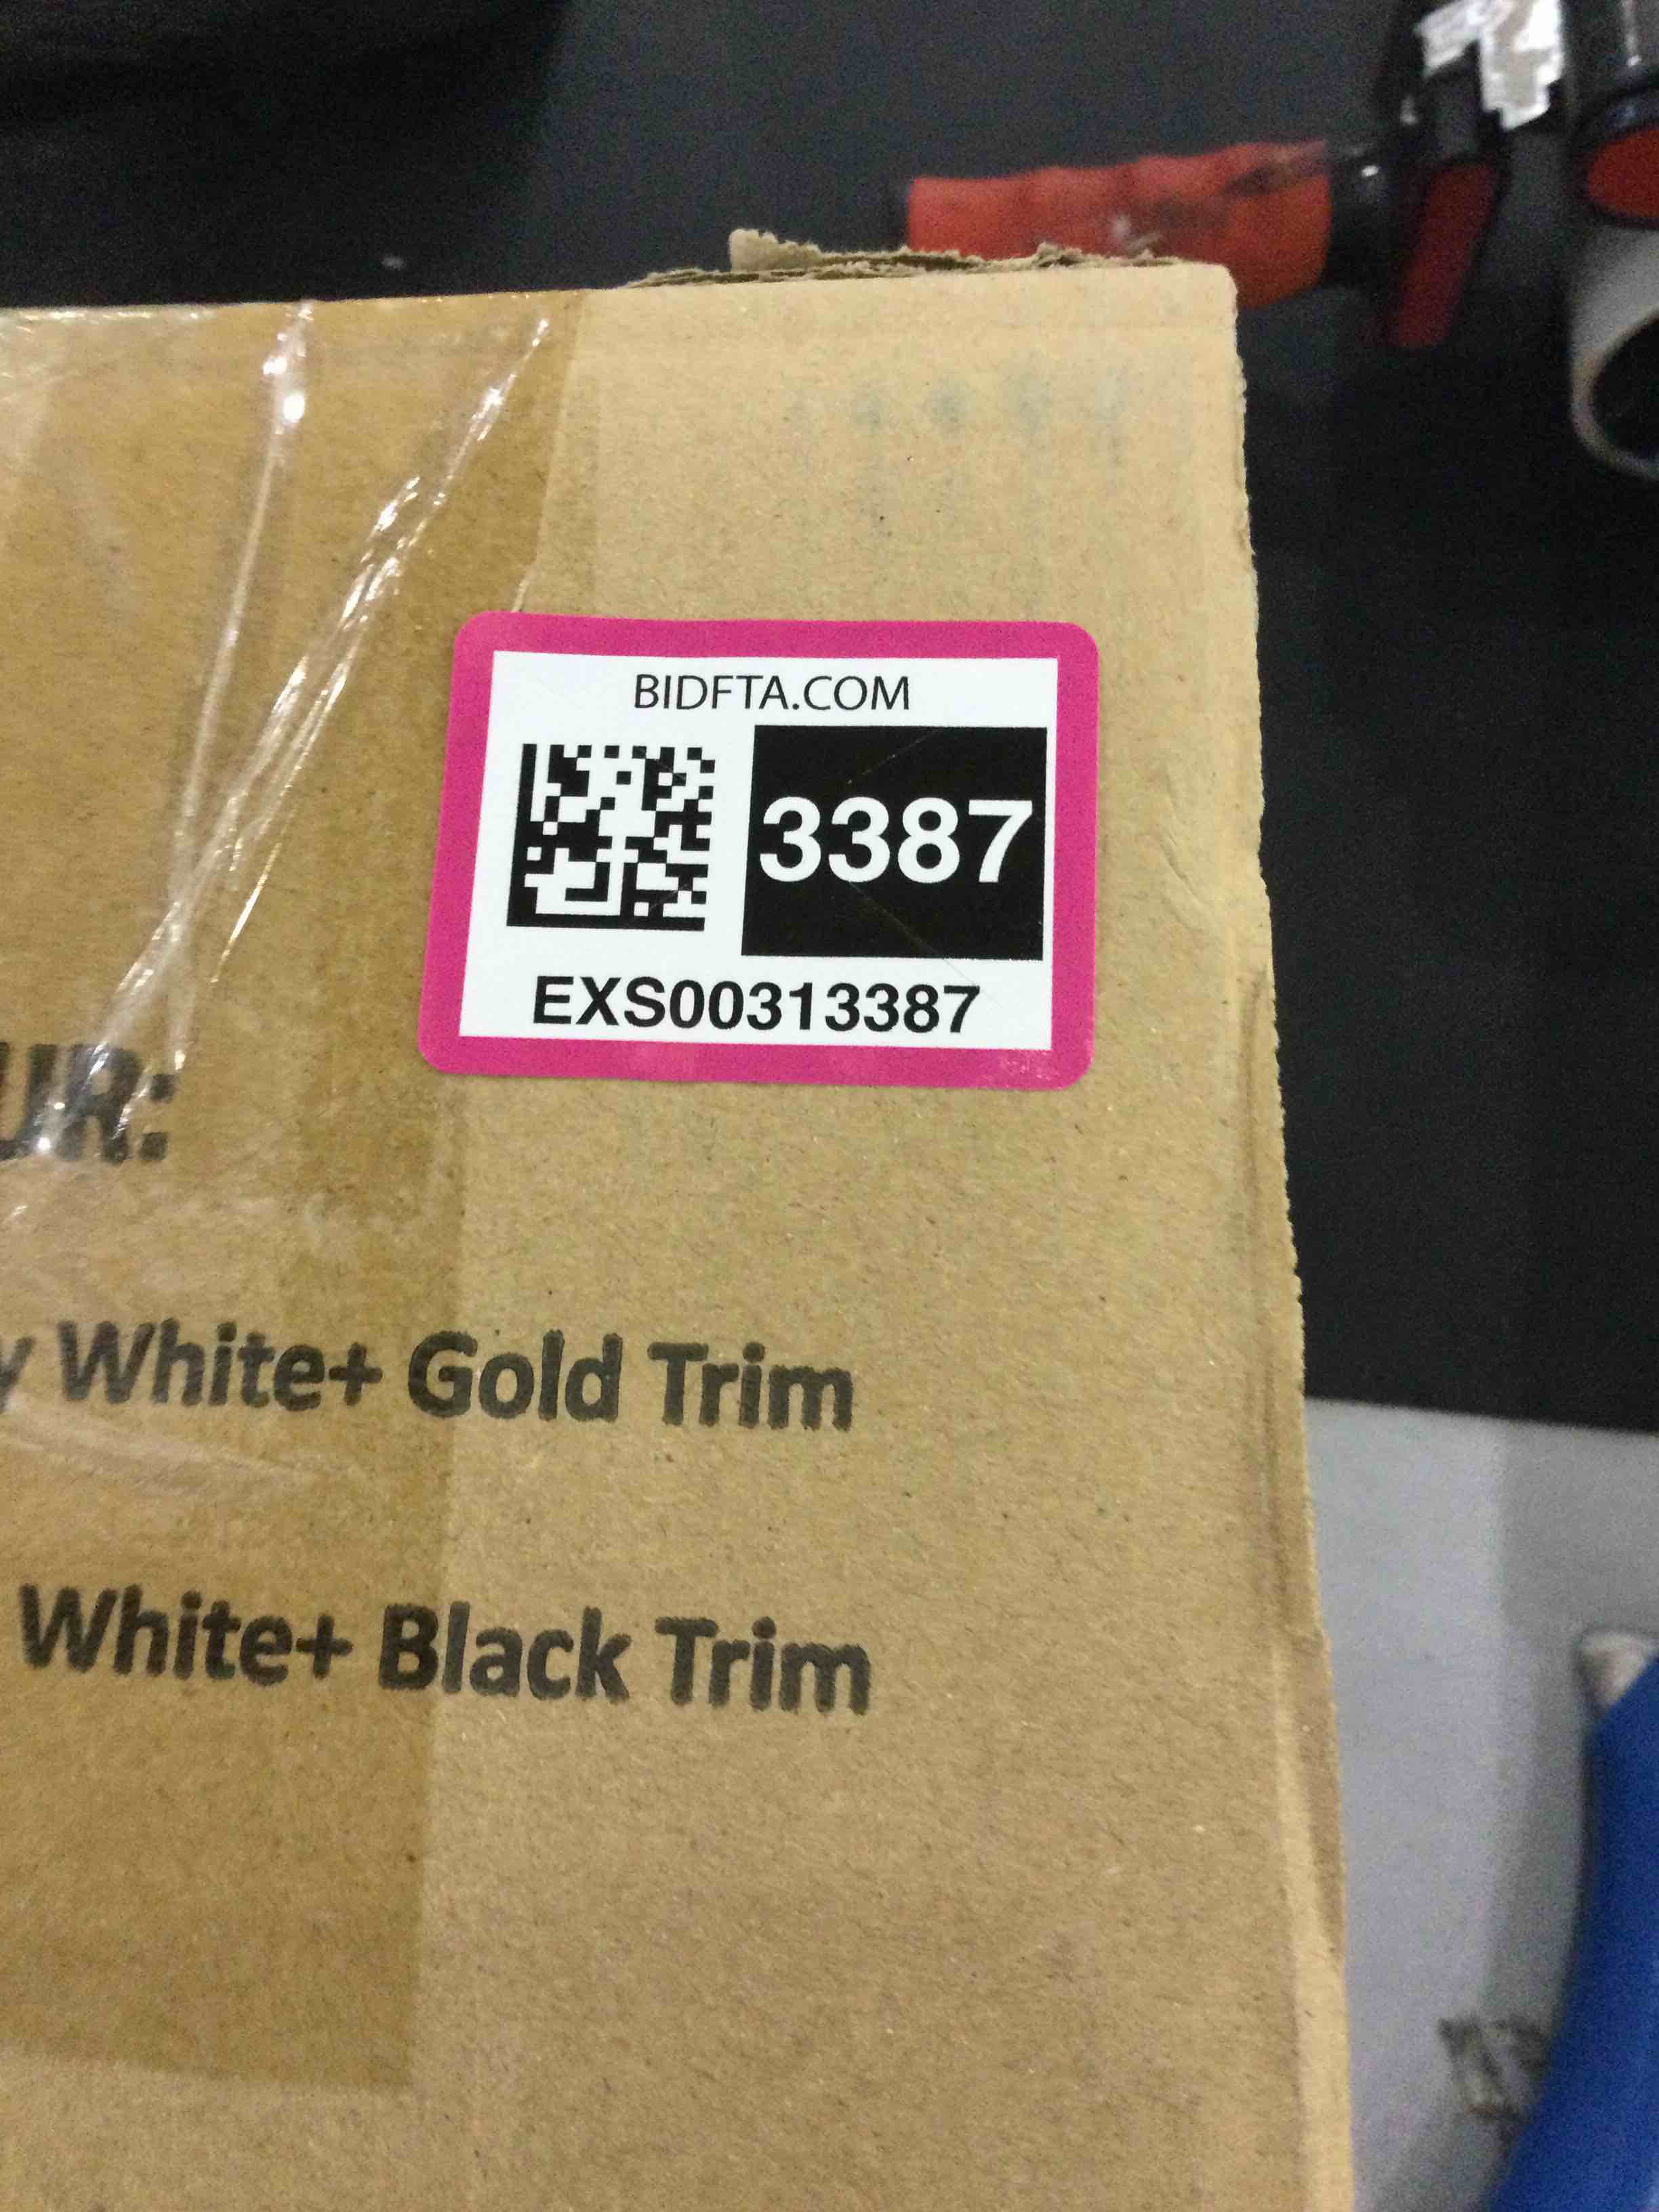 BIDFTA.COM
3387
EXS00313387
UR:
y White+ Gold Trim
White+ Black Trim